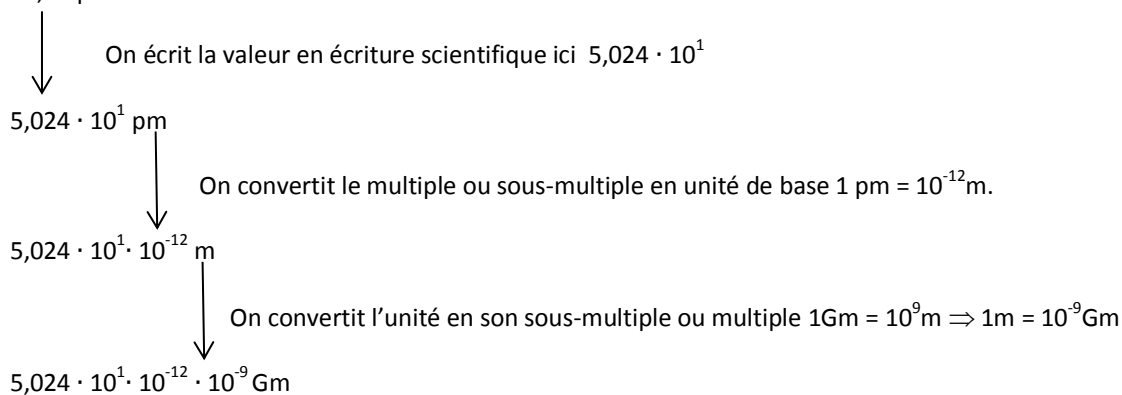 On écrit la valeur en écriture scientifique ici 5,024 · 10¹
5,024 · 10¹ pm
On convertit le multiple ou sous-multiple en unité de base 1 pm = 10⁻¹²m.
5,024 · 10¹· 10⁻¹² m
On convertit l’unité en son sous-multiple ou multiple 1Gm = 10⁹m ⇒ 1m = 10⁻⁹Gm
5,024 · 10¹· 10⁻¹² · 10⁻⁹ Gm